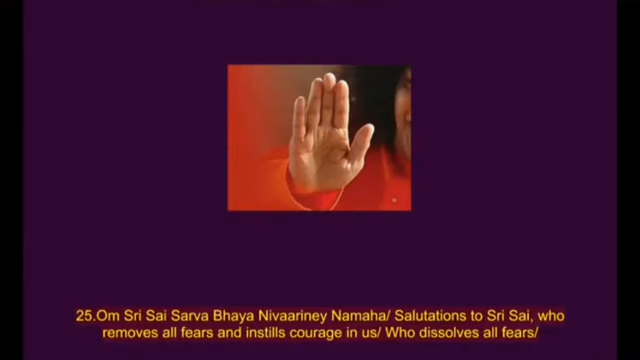 25.Om Sri Sai Sarva Bhaya Nivaariney Namaha/ Salutations to Sri Sai, who
removes all fears and instills courage in us/ Who dissolves all fears/